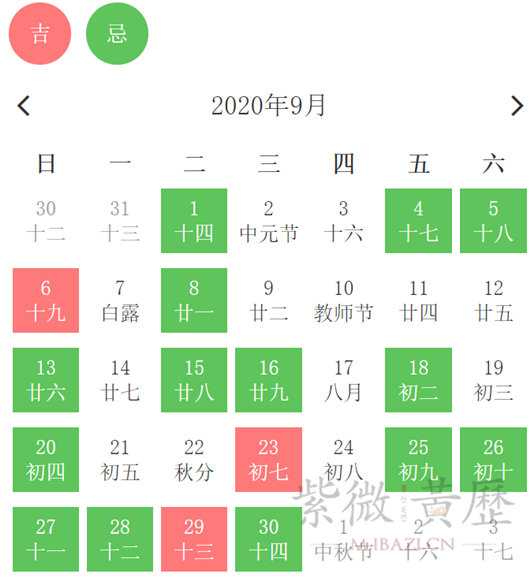 吉 忌
2020年9月
日 一 二 三 四 五 六
30 31 1 2 3 4 5
十二 十三 十四 中元节 十六 十七 十八
6 7 8 9 10 11 12
十九 白露 廿一 廿二 教师节 廿四 廿五
13 14 15 16 17 18 19
廿六 廿七 廿八 廿九 八月 初二 初三
20 21 22 23 24 25 26
初四 初五 秋分 初七 初八 初九 初十
27 28 29 30 1 2 3
十一 十二 十三 十四 中秋节 十六 十七
紫微黄歷
M.IBAZI.CN